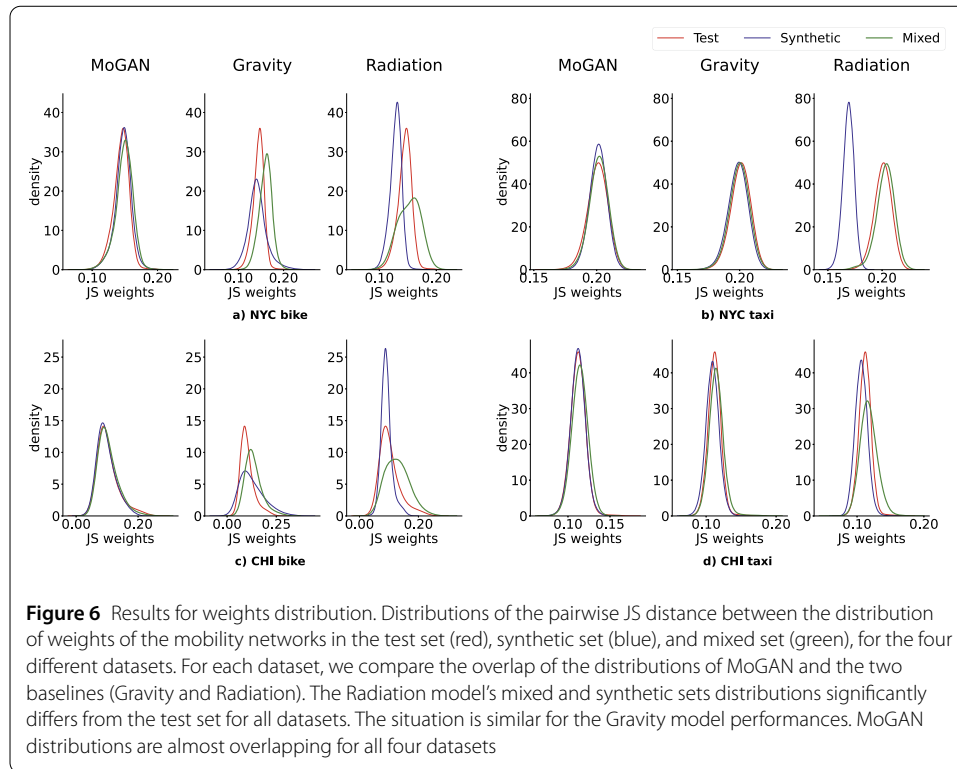 Test Synthetic Mixed
MoGAN Gravity Radiation MoGAN Gravity Radiation
density
40
30
20
10
0
0.10 0.20
JS weights
40
30
20
10
0
0.10 0.20
JS weights
40
30
20
10
0
0.10 0.20
JS weights
a) NYC bike
density
80
60
40
20
0
0.15 0.20
JS weights
80
60
40
20
0
0.15 0.20
JS weights
80
60
40
20
0
0.15 0.20
JS weights
b) NYC taxi
density
25
20
15
10
5
0
0.00 0.20
JS weights
25
20
15
10
5
0
0.00 0.25
JS weights
25
20
15
10
5
0
0.00 0.20
JS weights
c) CHI bike
density
40
30
20
10
0
0.10 0.15
JS weights
40
30
20
10
0
0.10 0.20
JS weights
40
30
20
10
0
0.10 0.20
JS weights
d) CHI taxi
Figure 6 Results for weights distribution. Distributions of the pairwise JS distance between the distribution
of weights of the mobility networks in the test set (red), synthetic set (blue), and mixed set (green), for the four
different datasets. For each dataset, we compare the overlap of the distributions of MoGAN and the two
baselines (Gravity and Radiation). The Radiation model's mixed and synthetic sets distributions significantly
differs from the test set for all datasets. The situation is similar for the Gravity model performances. MoGAN
distributions are almost overlapping for all four datasets